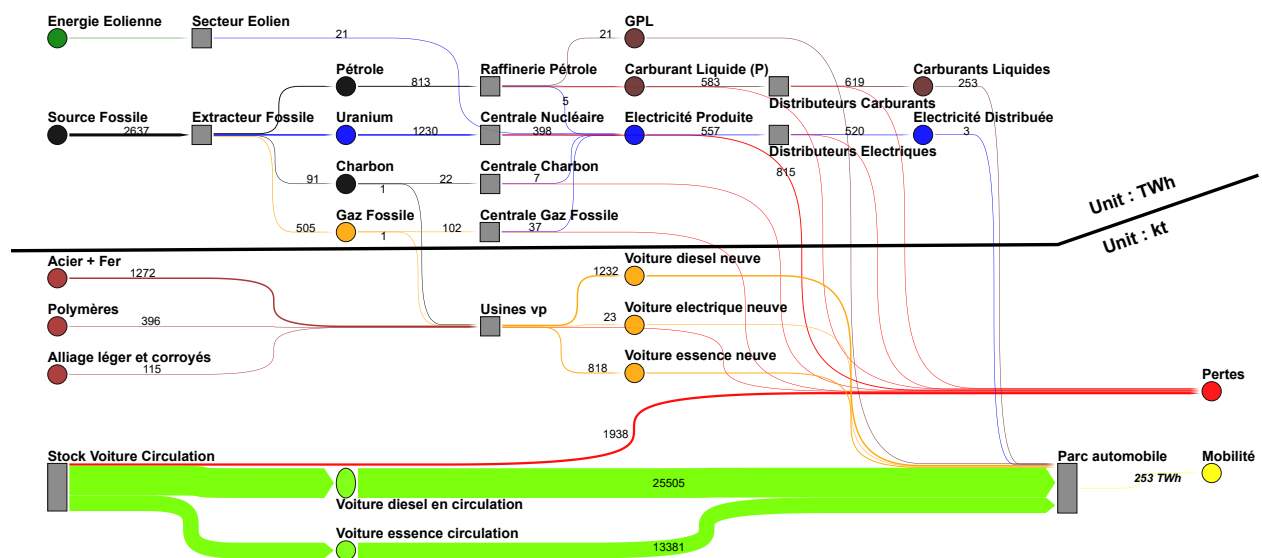 Energie Eolienne
Secteur Eolien
GPL
21
21
Pétrole
Raffinerie Pétrole
Carburant Liquide (P)
Carburants Liquides
813
583
619
253
5
Distributeurs Carburants
Source Fossile
Extracteur Fossile
Uranium
Centrale Nucléaire
Electricité Produite
Electricité Distribuée
2637
1230
398
557
520
3
Distributeurs Electriques
Charbon
Centrale Charbon
815
91
1
22
7
Gaz Fossile
Centrale Gaz Fossile
505
1
102
37
Unit : TWh
Unit : kt
Acier + Fer
Voiture diesel neuve
1272
1232
Polymères
Usines vp
Voiture electrique neuve
396
23
Alliage léger et corroyés
Voiture essence neuve
115
818
Pertes
1938
Stock Voiture Circulation
Parc automobile
Mobilité
25505
253 TWh
Voiture diesel en circulation
Voiture essence circulation
13381